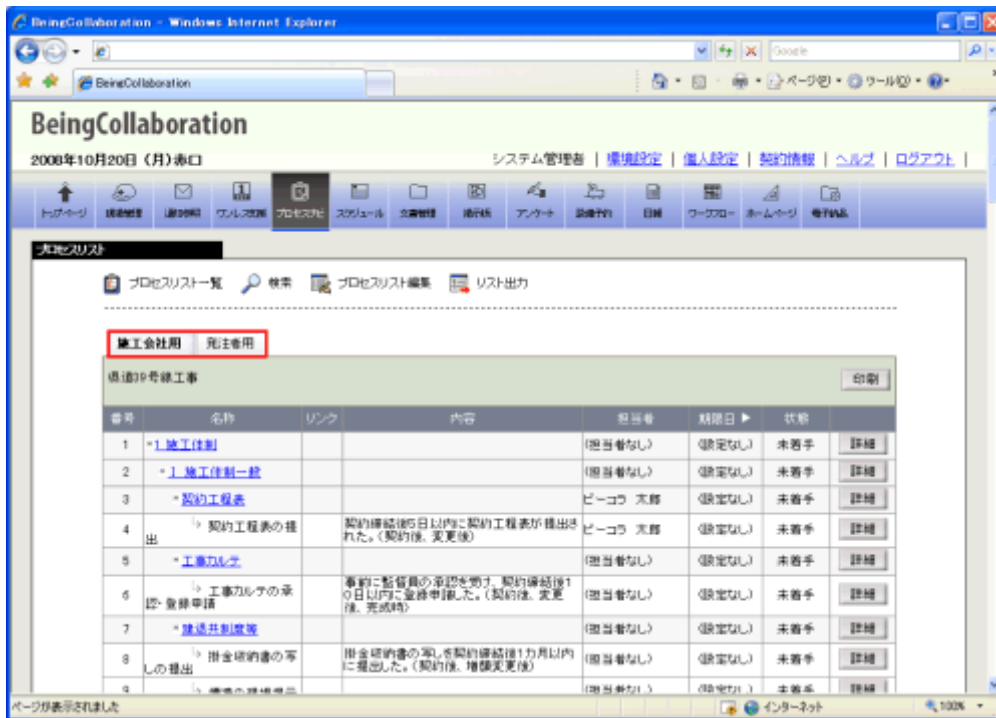 BeingCollaboration - Windows Internet Explorer
Google
BeingCollaboration
ページ(P) ツール(O)
BeingCollaboration
2008年10月20日（月）赤口
システム管理者 | 環境設定 | 個人設定 | 契約情報 | ヘルプ | ログアウト |
トップページ プロセスナビ スケジュール 文書管理 掲示板 アンケート 設備予約 日報 ワークフロー ホームページ 電子納品
プロセスリスト
プロセスリスト一覧 検索 プロセスリスト編集 リスト出力
施工会社用 発注者用
県道39号線工事 印刷
番号 名称 リンク 内容 担当者 期限日 ▶ 状態
1 1 施工体制 (担当者なし) (設定なし) 未着手 詳細
2 1 施工体制一般 (担当者なし) (設定なし) 未着手 詳細
3 契約工程表 ビーコラ 太郎 (設定なし) 未着手 詳細
4 契約工程表の提出 契約締結後5日以内に契約工程表が提出された。(契約後、変更後) ビーコラ 太郎 (設定なし) 未着手 詳細
5 工事カルテ (担当者なし) (設定なし) 未着手 詳細
6 工事カルテの承認・登録申請 事前に監督員の承認を受け、契約締結後10日以内に登録申請した。(契約後、変更後、完成時) (担当者なし) (設定なし) 未着手 詳細
7 建退共制度等 (担当者なし) (設定なし) 未着手 詳細
8 掛金収納書の写しの提出 掛金収納書の写しを契約締結後1カ月以内に提出した。(契約後、増額変更後) (担当者なし) (設定なし) 未着手 詳細
9 (担当者なし) (設定なし) 未着手 詳細
ページが表示されました インターネット 100%